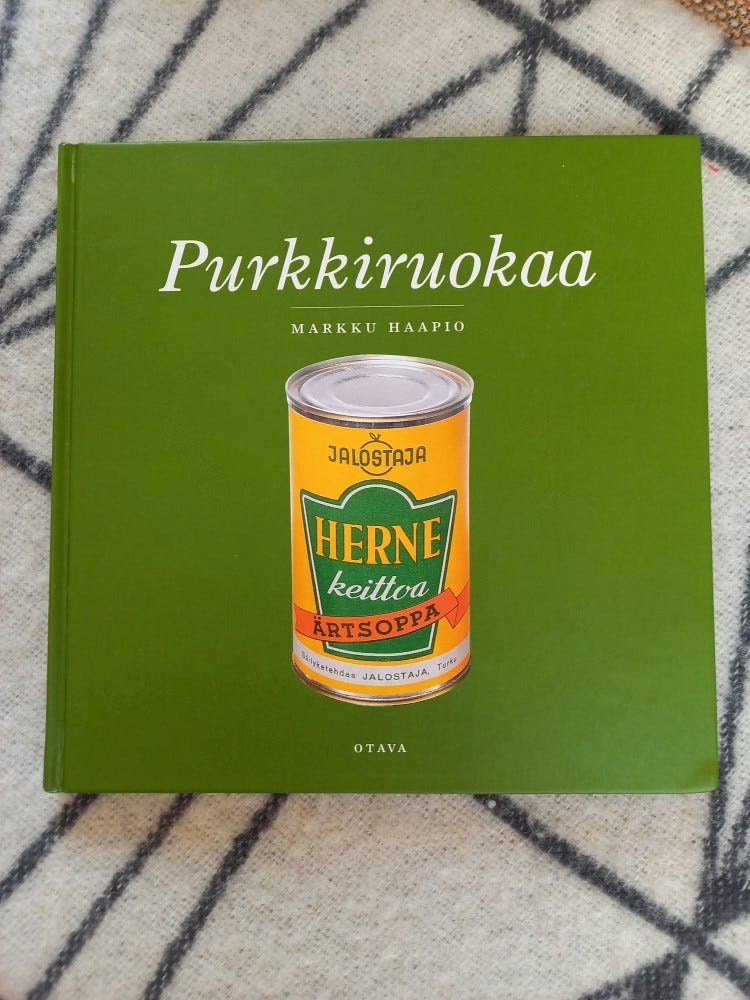 Purkkiruokaa
MARKKU HAAPIO
JALOSTAJA
HERNE
keittoa
ÄRTSOPPA
Säilyketehdas JALOSTAJA, Turku
OTAVA